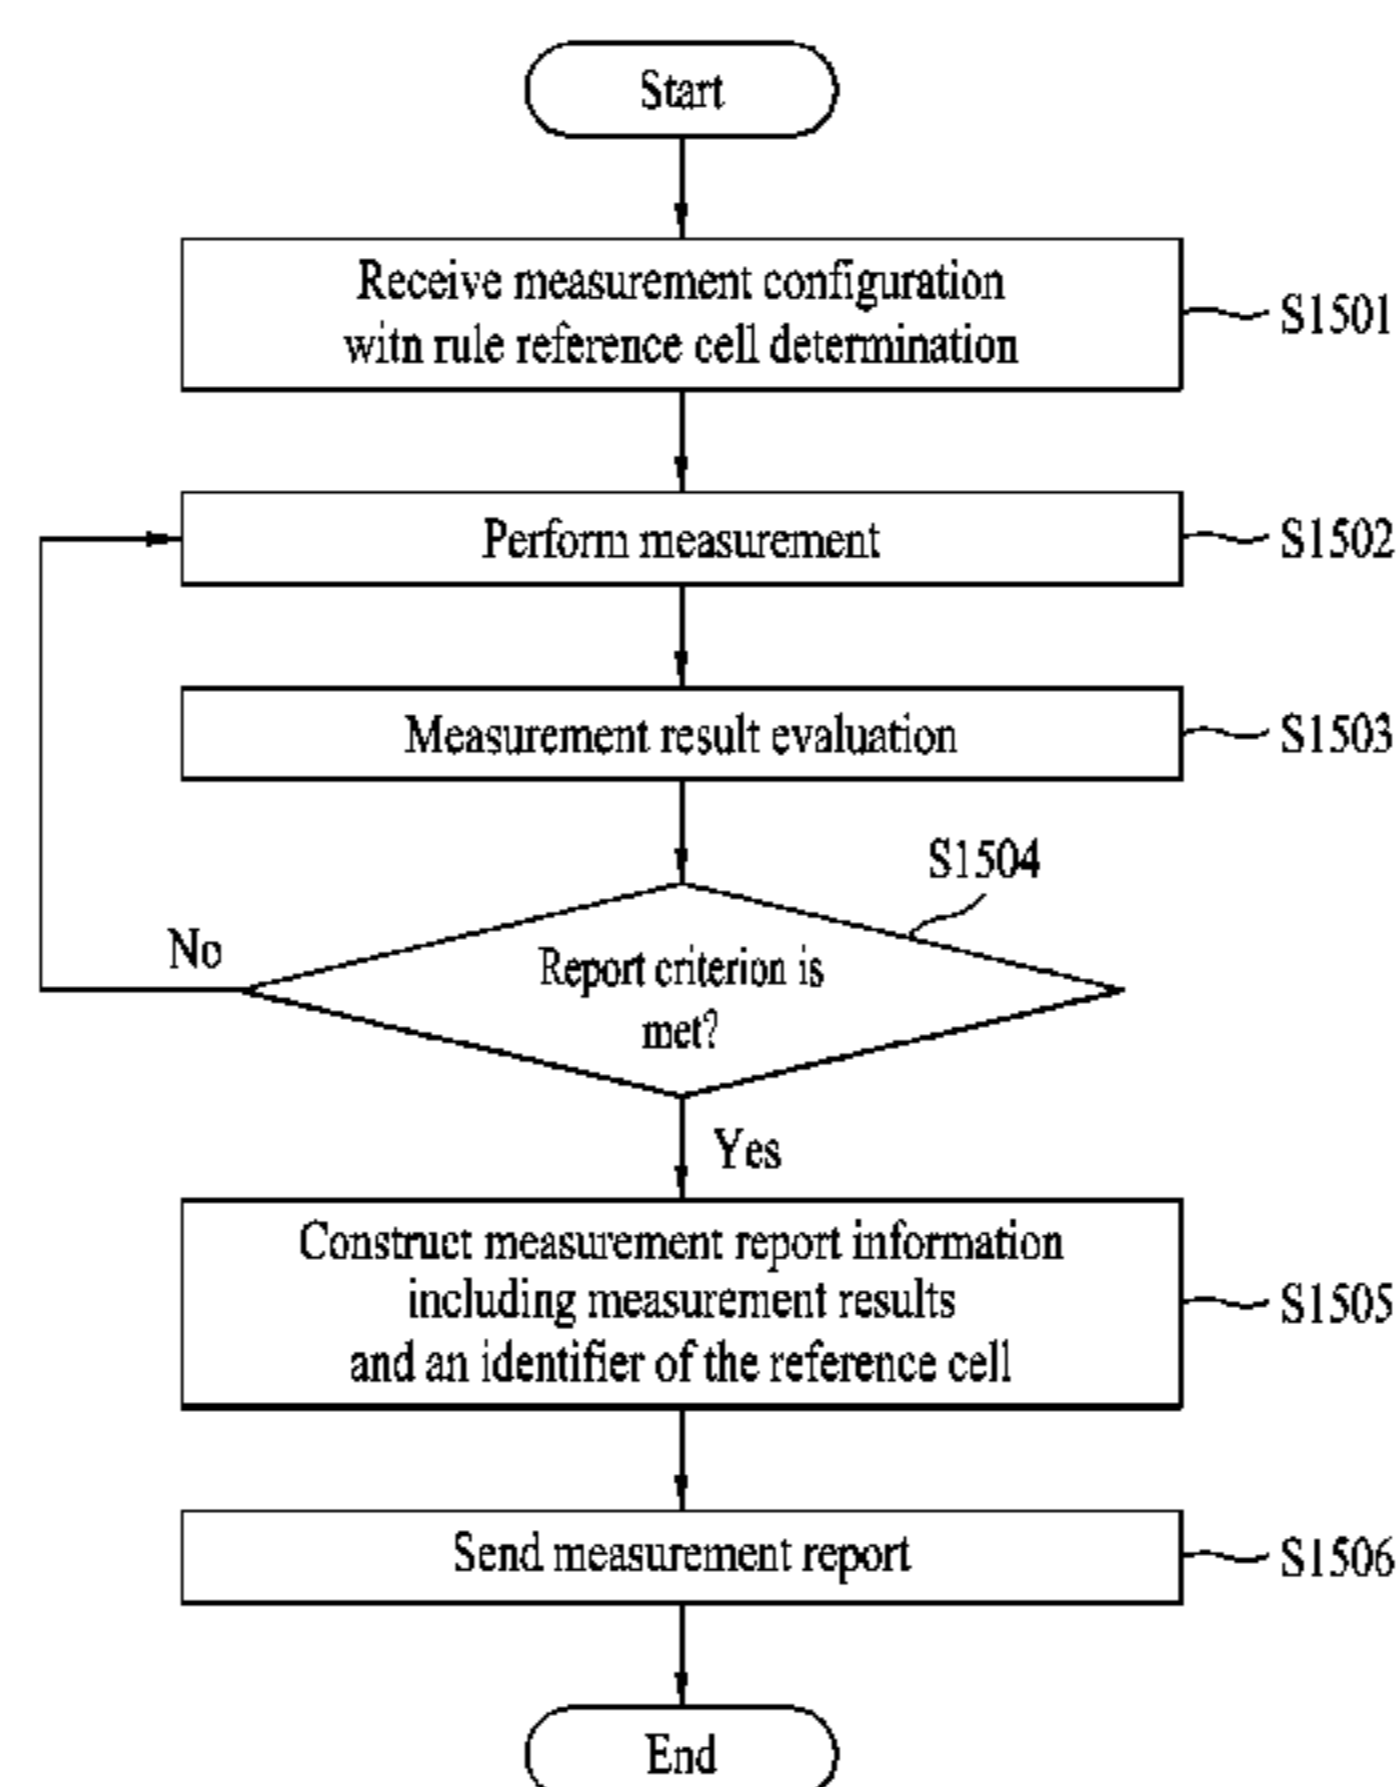 Start
Receive measurement configuration
witn rule reference cell determination
S1501
Perform measurement
S1502
Measurement result evaluation
S1503
S1504
No
Report criterion is
met?
Yes
Construct measurement report information
including measurement results
and an identifier of the reference cell
S1505
Send measurement report
S1506
End